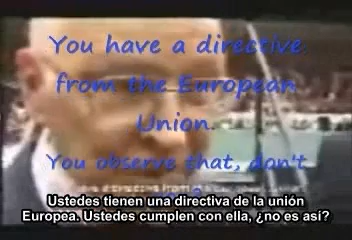 You have a directive
from the European
Union.
You observe that, don't
Ustedes tienen una directiva de la unión
Europea. Ustedes cumplen con ella, ¿no es así?